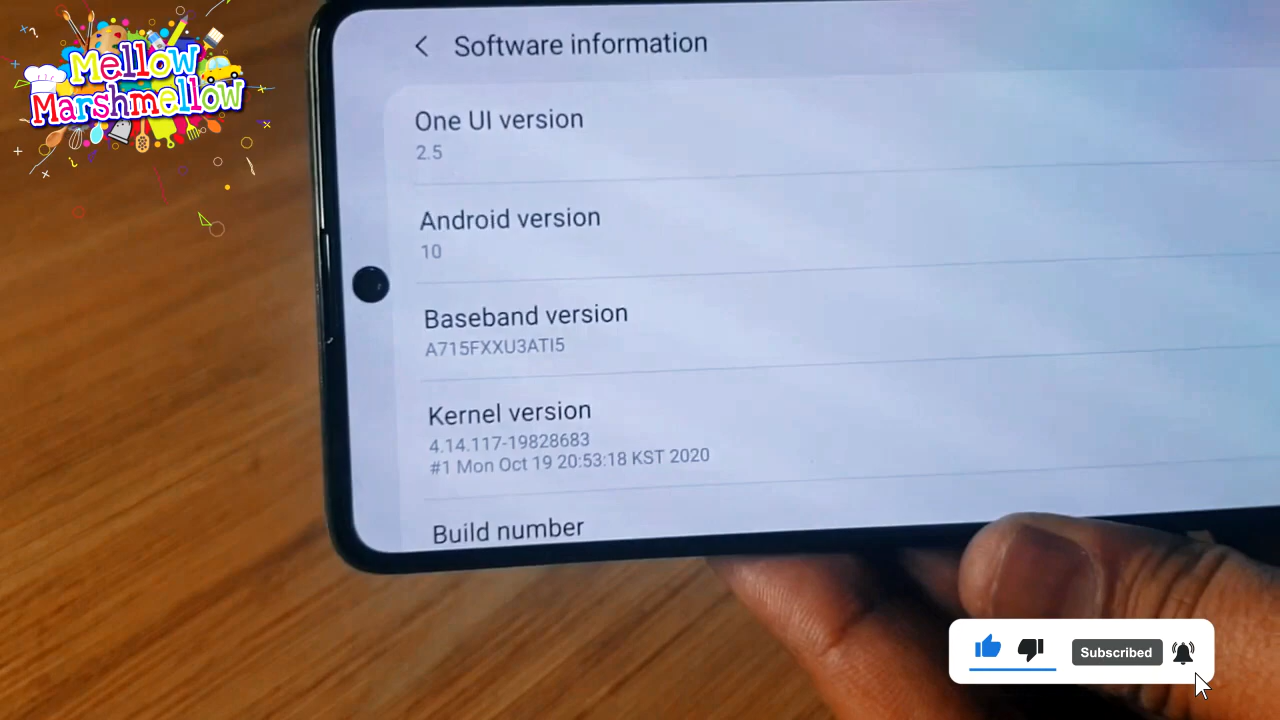 Mellow
Marshmellow
Software information
One UI version
2.5
Android version
10
Baseband version
A715FXXU3ATI5
Kernel version
4.14.117-19828683
#1 Mon Oct 19 20:53:18 KST 2020
Build number
Subscribed